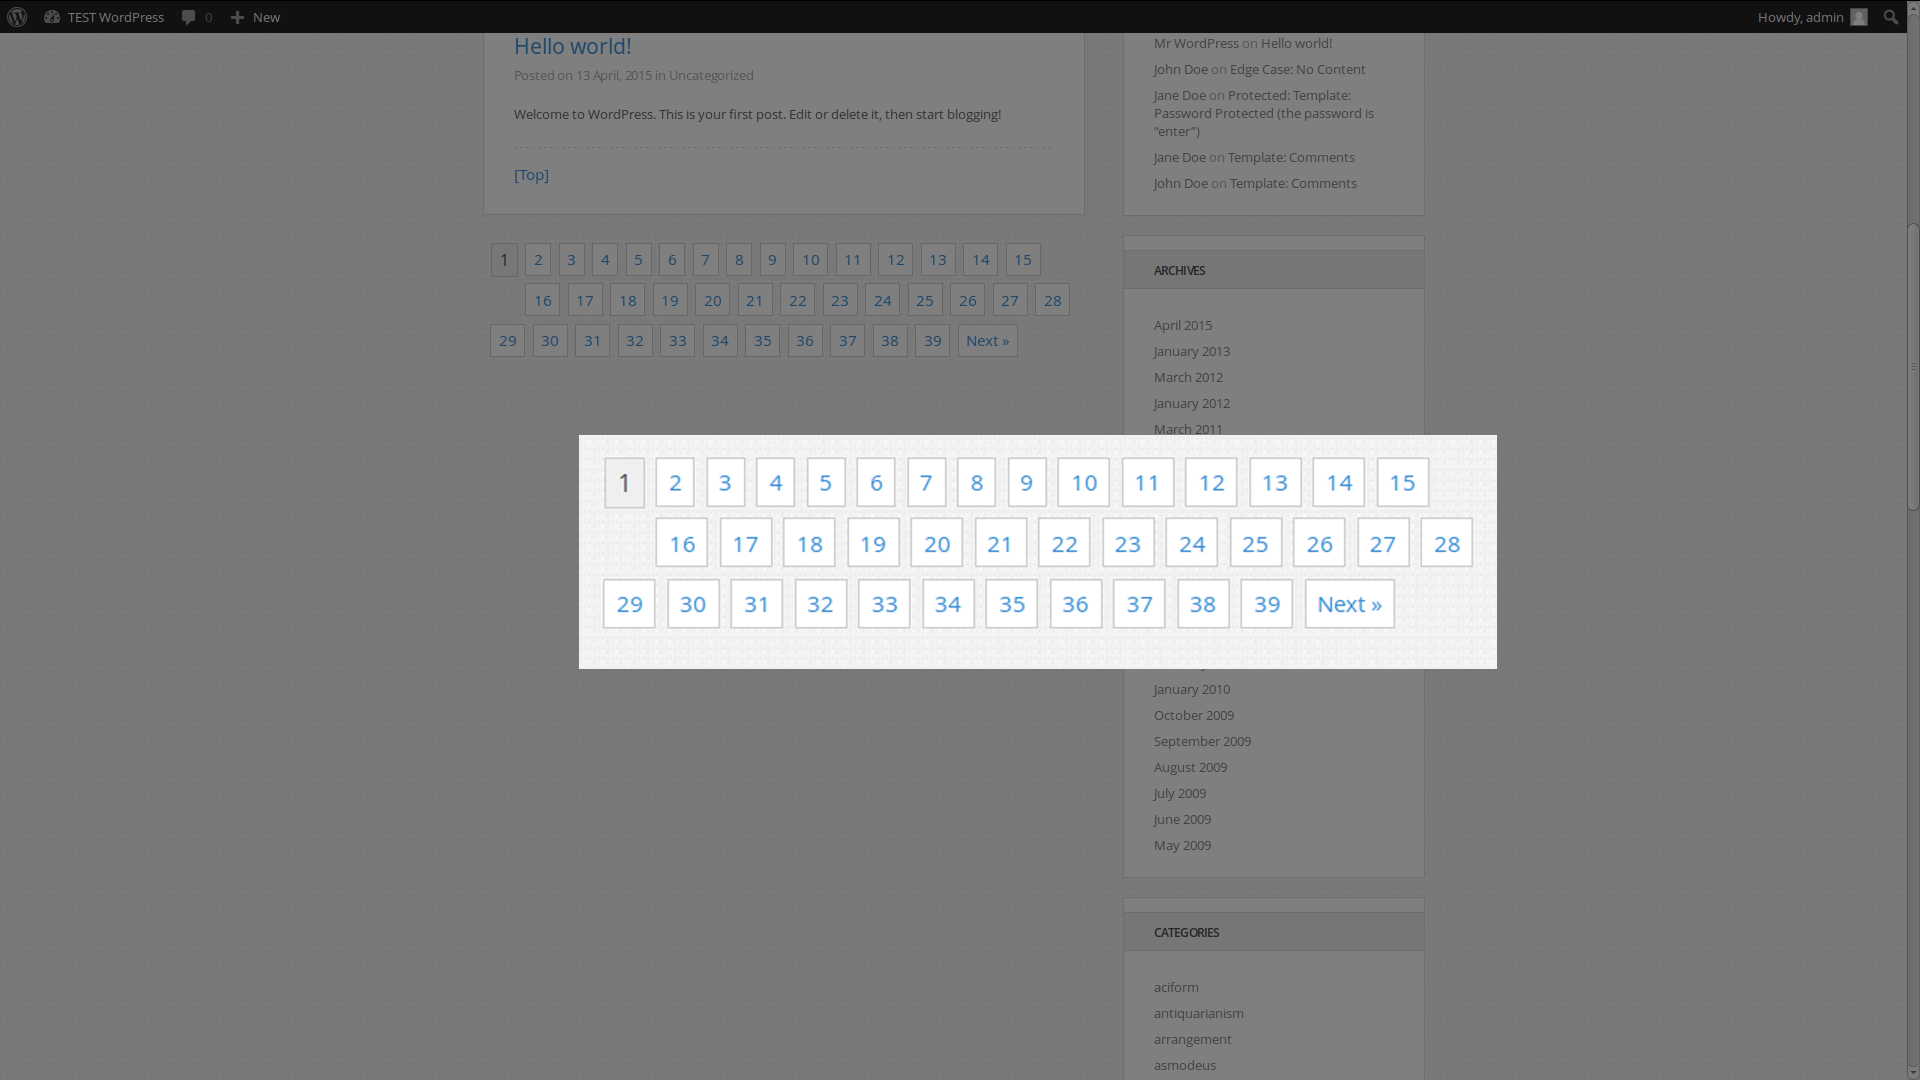 TEST WordPress 0 New Howdy, admin
Hello world!
Posted on 13 April, 2015 in Uncategorized
Welcome to WordPress. This is your first post. Edit or delete it, then start blogging!
[Top]
1 2 3 4 5 6 7 8 9 10 11 12 13 14 15
16 17 18 19 20 21 22 23 24 25 26 27 28
29 30 31 32 33 34 35 36 37 38 39 Next »
Mr WordPress on Hello world!
John Doe on Edge Case: No Content
Jane Doe on Protected: Template:
Password Protected (the password is
“enter”)
Jane Doe on Template: Comments
John Doe on Template: Comments
ARCHIVES
April 2015
January 2013
March 2012
January 2012
March 2011
1 2 3 4 5 6 7 8 9 10 11 12 13 14 15
16 17 18 19 20 21 22 23 24 25 26 27 28
29 30 31 32 33 34 35 36 37 38 39 Next »
January 2010
October 2009
September 2009
August 2009
July 2009
June 2009
May 2009
CATEGORIES
aciform
antiquarianism
arrangement
asmodeus